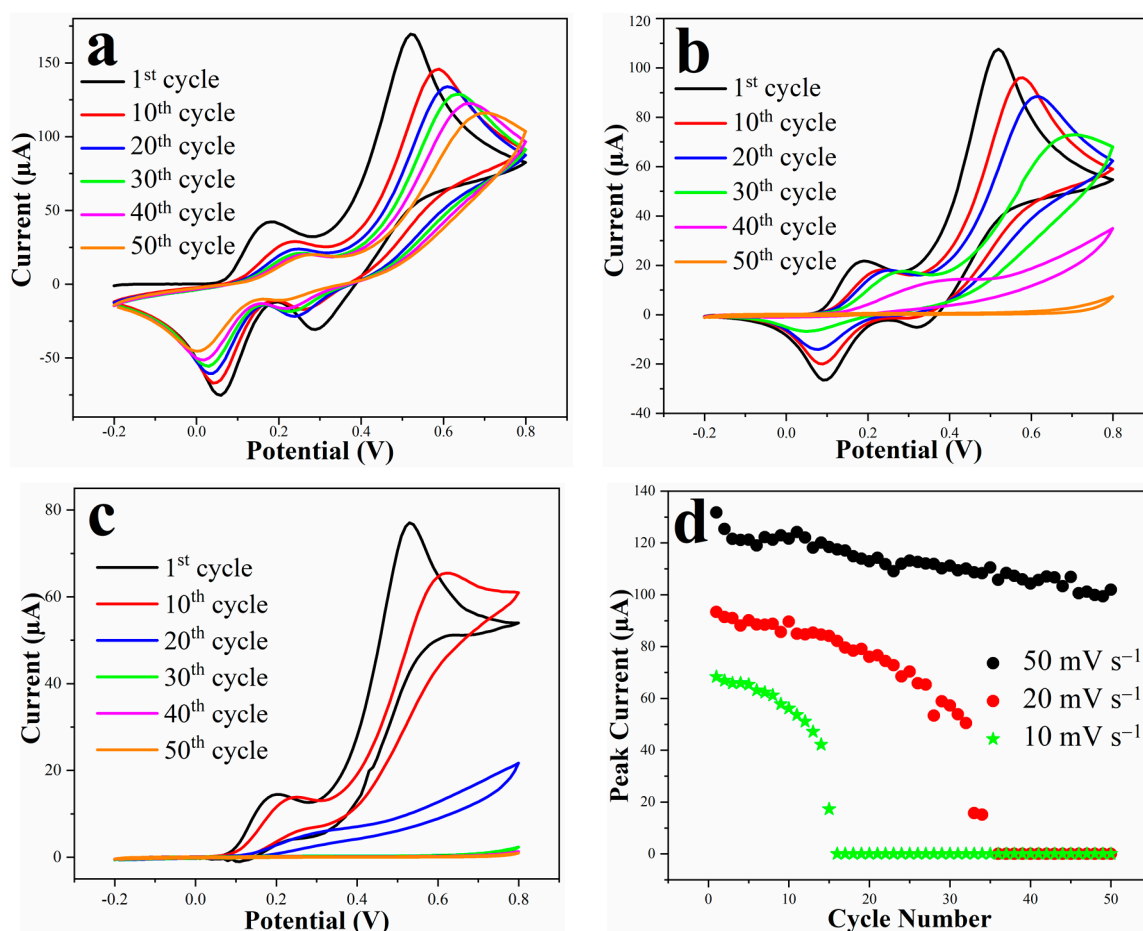 a
1st cycle
10th cycle
20th cycle
30th cycle
40th cycle
50th cycle
150
100
50
0
-50
-0.2
0.0
0.2
0.4
0.6
0.8
Current (μA)
Potential (V)
b
1st cycle
10th cycle
20th cycle
30th cycle
40th cycle
50th cycle
120
100
80
60
40
20
0
-20
-40
-0.2
0.0
0.2
0.4
0.6
0.8
Current (μA)
Potential (V)
c
1st cycle
10th cycle
20th cycle
30th cycle
40th cycle
50th cycle
80
60
40
20
0
-0.2
0.0
0.2
0.4
0.6
0.8
Current (μA)
Potential (V)
d
50 mV s–1
20 mV s–1
10 mV s–1
140
120
100
80
60
40
20
0
0
10
20
30
40
50
Peak Current (μA)
Cycle Number